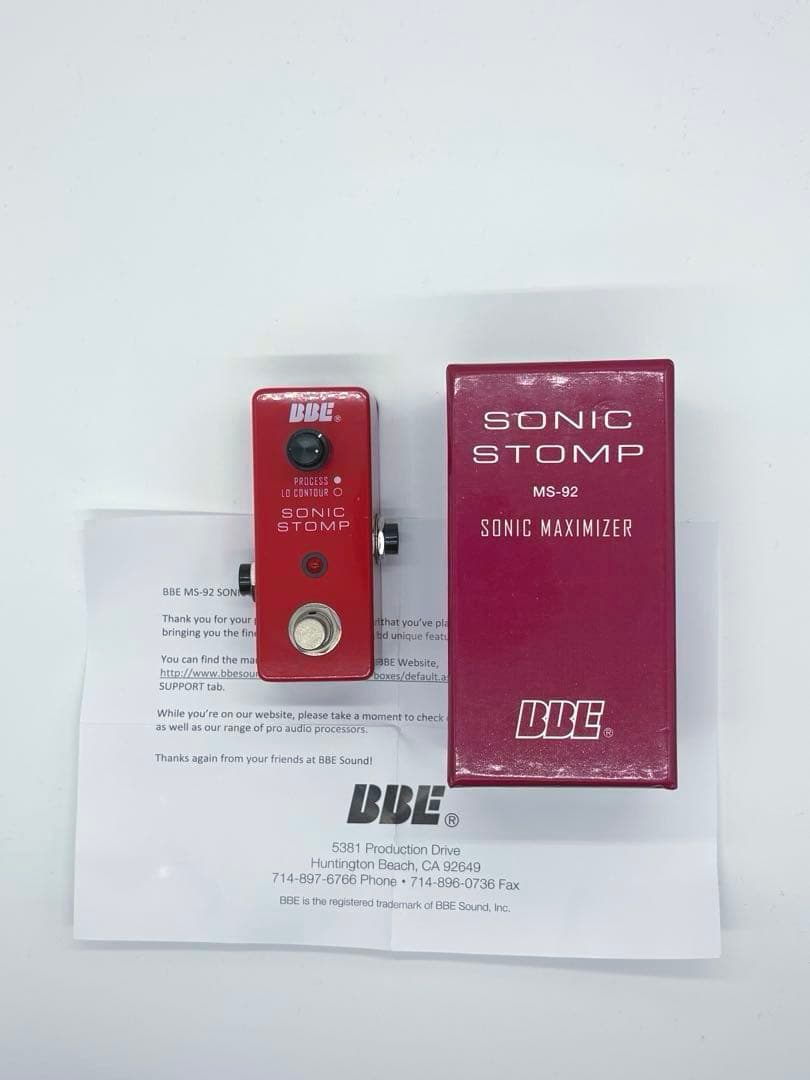 BBE®
PROCESS
LO CONTOUR
SONIC
STOMP
SONIC
STOMP
MS-92
SONIC MAXIMIZER
BBE®
BBE MS-92
Thank you for your that you've
bringing you the unique
You can find the BBE Website,
SUPPORT tab.
While you're on our website, please take a moment to check
as well as our range of pro audio processors.
Thanks again from your friends at BBE Sound!
BBE®
5381 Production Drive
Huntington Beach, CA 92649
714-897-6766 Phone • 714-896-0736 Fax
BBE is the registered trademark of BBE Sound, Inc.